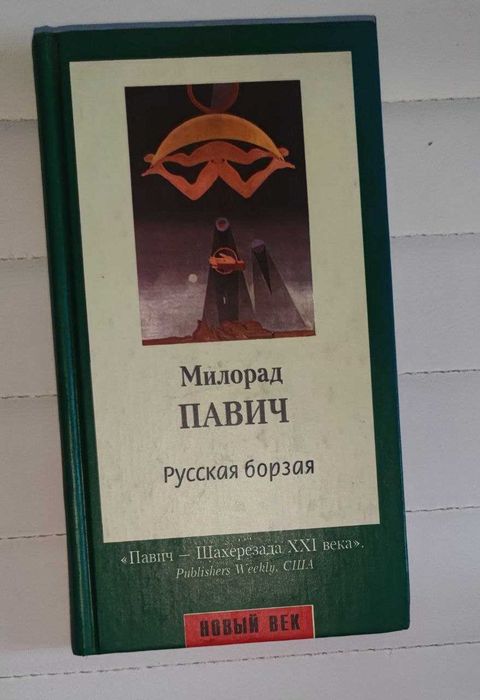 Милорад
ПАВИЧ
Русская борзая
«Павич – Шахерезада XXI века».
Publishers Weekly, США
НОВЫЙ ВЕК